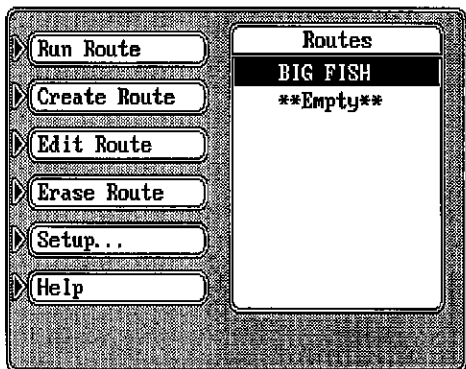 Run Route
Create Route
Edit Route
Erase Route
Setup...
Help
Routes
BIG FISH
**Empty**